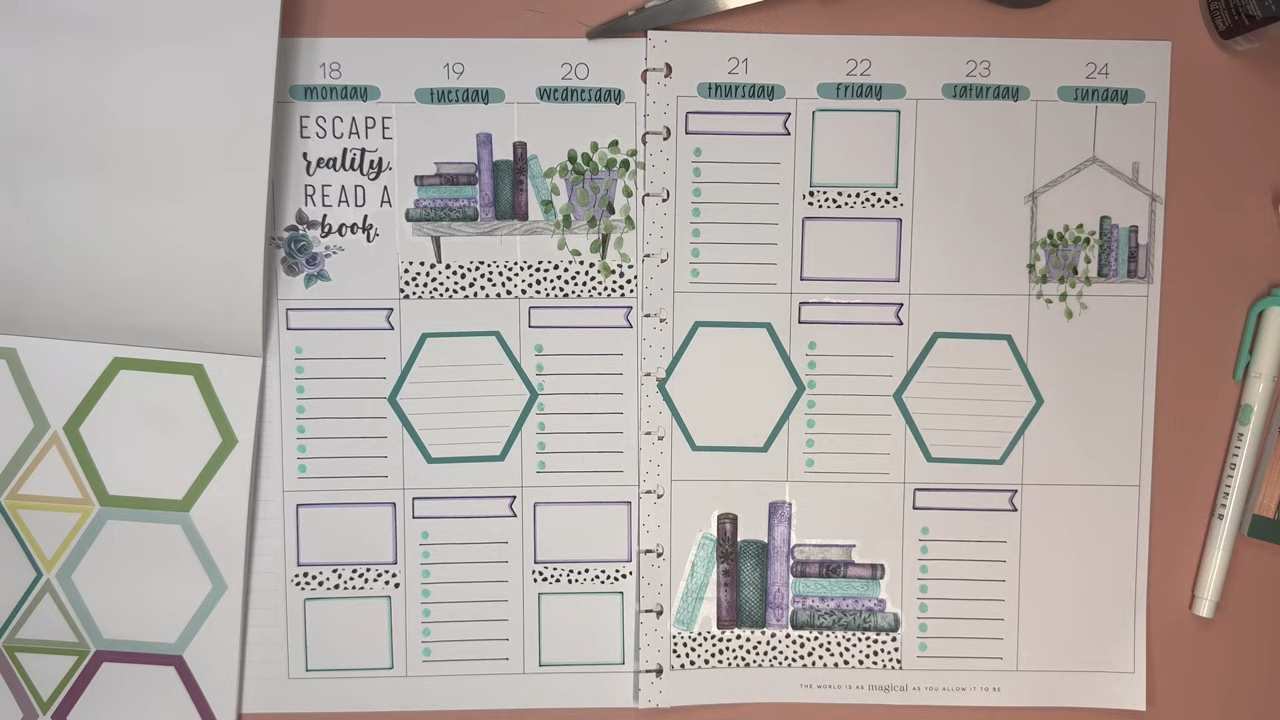 18 19 20 21 22 23 24
monday tuesday wednesday thursday friday saturday sunday
ESCAPE
reality.
READ A
book.
MILDLINER
THE WORLD IS AS magical AS YOU ALLOW IT TO BE